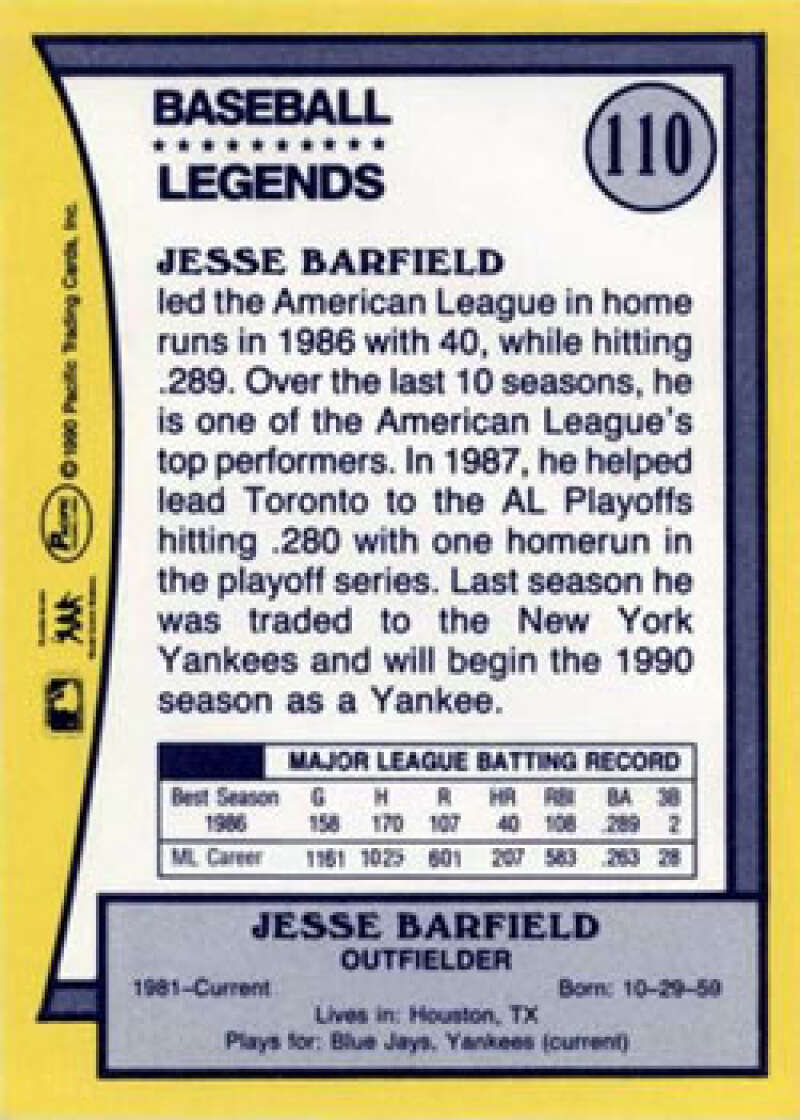 BASEBALL
LEGENDS
110
JESSE BARFIELD
led the American League in home
runs in 1986 with 40, while hitting
.289. Over the last 10 seasons, he
is one of the American League's
top performers. In 1987, he helped
lead Toronto to the AL Playoffs
hitting .280 with one homerun in
the playoff series. Last season he
was traded to the New York
Yankees and will begin the 1990
season as a Yankee.
MAJOR LEAGUE BATTING RECORD
Best Season G H R HR RBI BA 3B
1986 158 170 107 40 108 .289 2
ML Career 1161 1025 601 207 583 .263 28
JESSE BARFIELD
OUTFIELDER
1981-Current Born: 10-29-59
Lives in: Houston, TX
Plays for: Blue Jays, Yankees (current)
PACIFIC © 1990 Pacific Trading Cards, Inc.